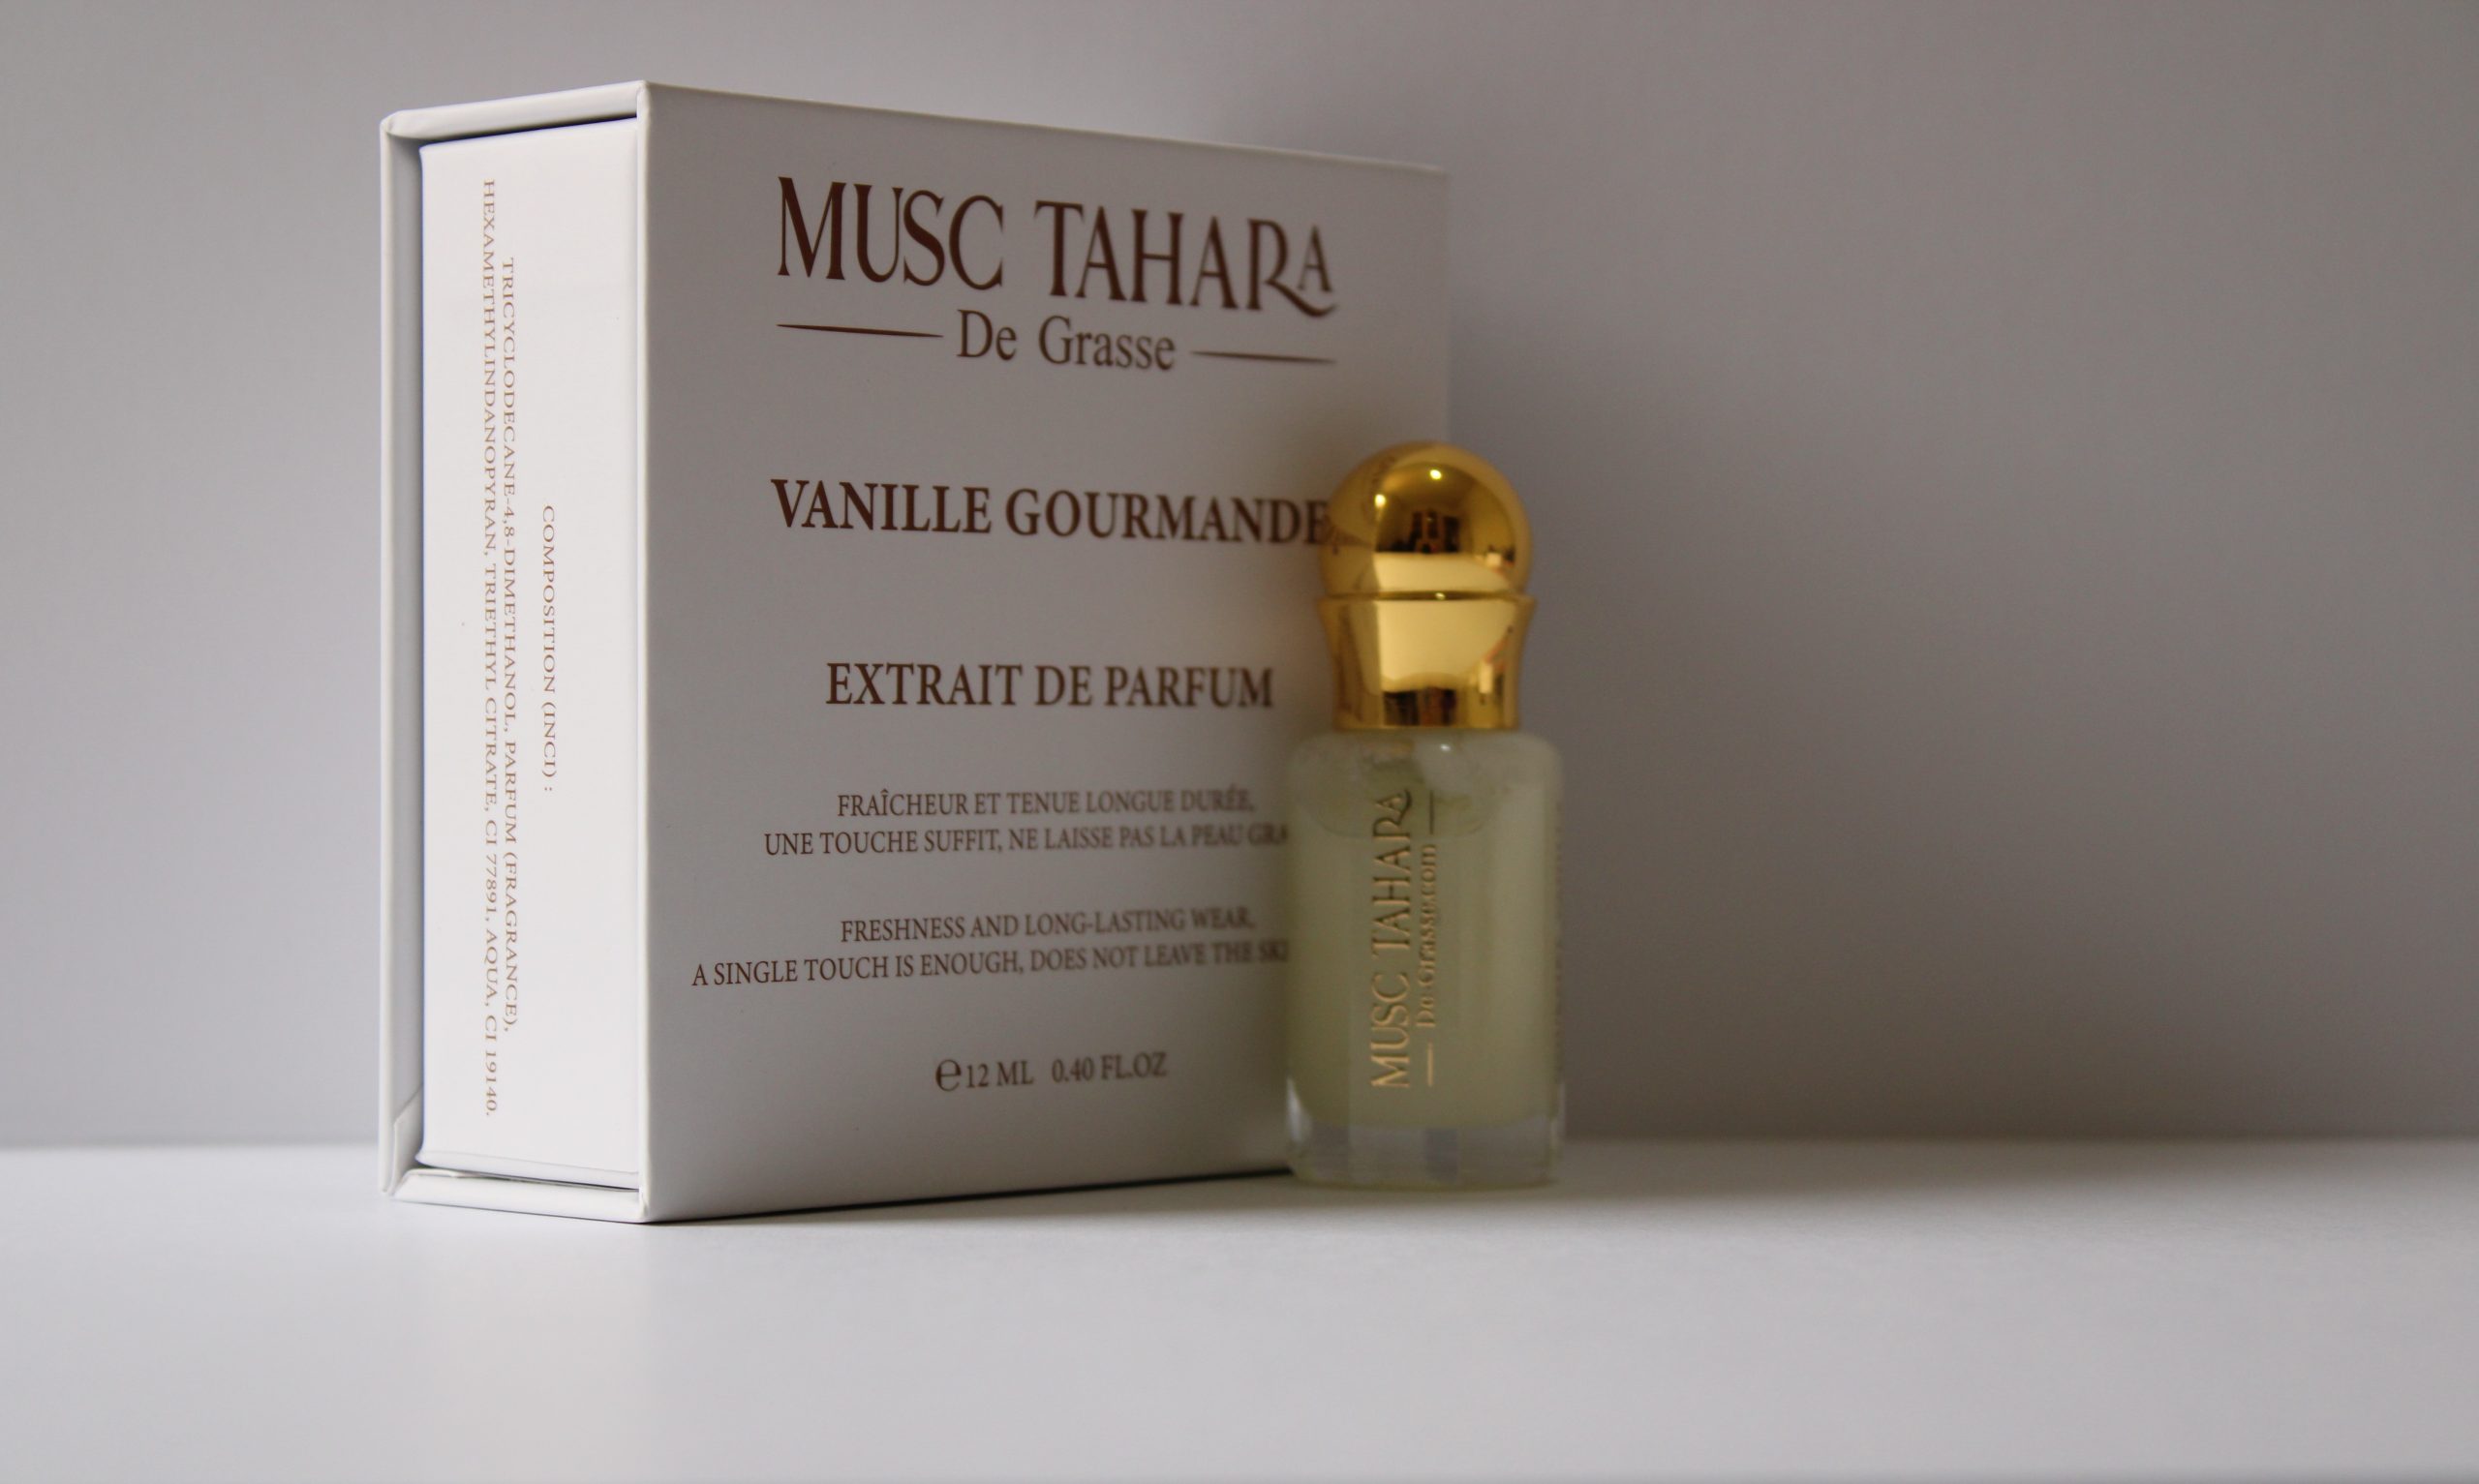 MUSC TAHARA
De Grasse
VANILLE GOURMANDE
EXTRAIT DE PARFUM
FRAÎCHEUR ET TENUE LONGUE DURÉE,
UNE TOUCHE SUFFIT, NE LAISSE PAS LA PEAU
FRESHNESS AND LONG-LASTING WEAR,
A SINGLE TOUCH IS ENOUGH, DOES NOT LEAVE THE
℮12 ML 0.40 FL.OZ
COMPOSITION (INCI) :
TRICYCLODECANE-4,8-DIMETHANOL, PARFUM (FRAGRANCE),
HEXAMETHYLINDANOPYRAN, TRIETHYL CITRATE, CI 77891, AQUA, CI 19140.
MUSC TAHARA
De Grasse.com